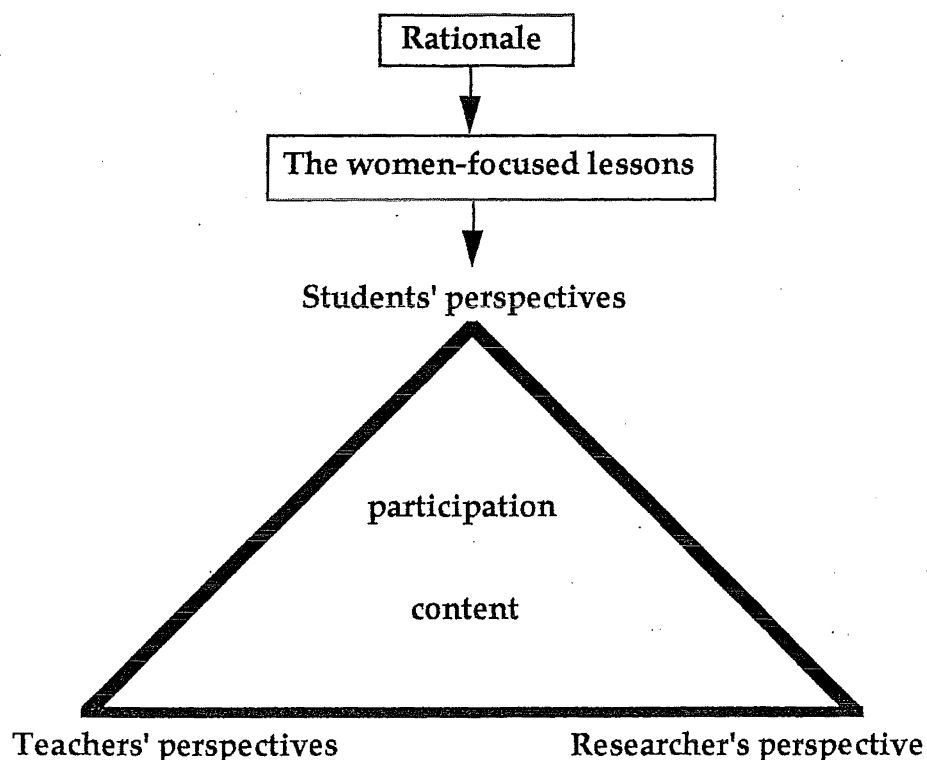 Rationale
The women-focused lessons
Students' perspectives
participation
content
Teachers' perspectives
Researcher's perspective